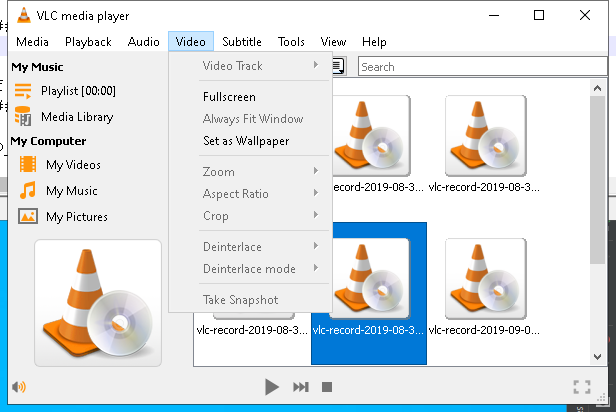 VLC media player
Media Playback Audio Video Subtitle Tools View Help
My Music
Playlist [00:00]
Media Library
My Computer
My Videos
My Music
My Pictures
Video Track
Fullscreen
Always Fit Window
Set as Wallpaper
Zoom
Aspect Ratio
Crop
Deinterlace
Deinterlace mode
Take Snapshot
Search
vlc-record-2019-08-3... vlc-record-2019-08-3...
vlc-record-2019-08-3... vlc-record-2019-08-3... vlc-record-2019-09-0...